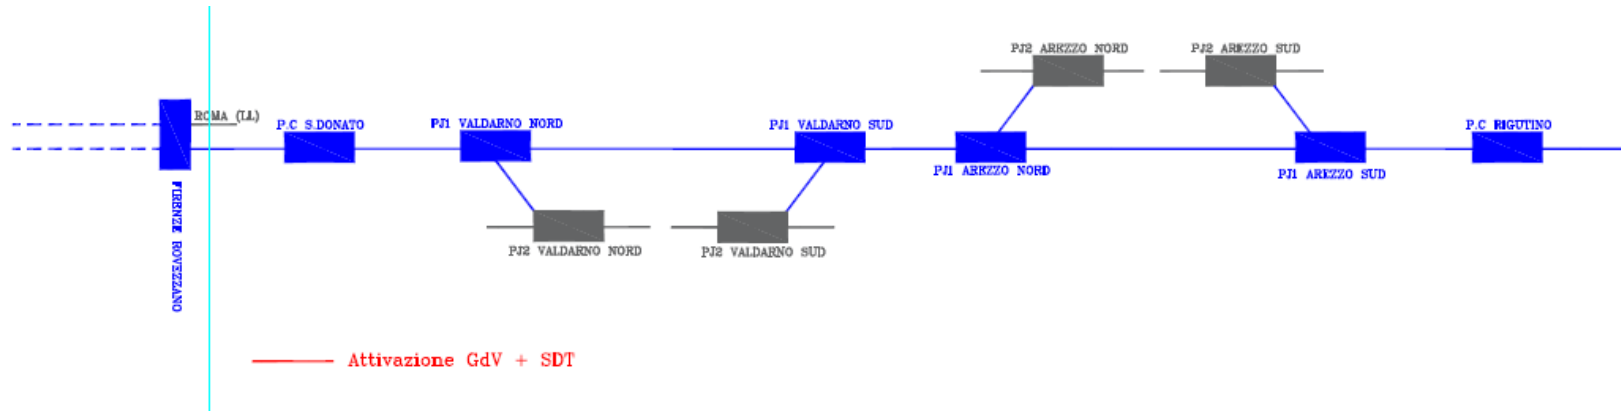 PJ2 AREZZO NORD
PJ2 AREZZO SUD
ROMA (LL)
P.C S.DONATO
PJ1 VALDARNO NORD
PJ1 VALDARNO SUD
P.C RIGUTINO
PJ1 AREZZO NORD
PJ1 AREZZO SUD
FIRENZE ROVEZZANO
PJ2 VALDARNO NORD
PJ2 VALDARNO SUD
Attivazione GdV + SDT